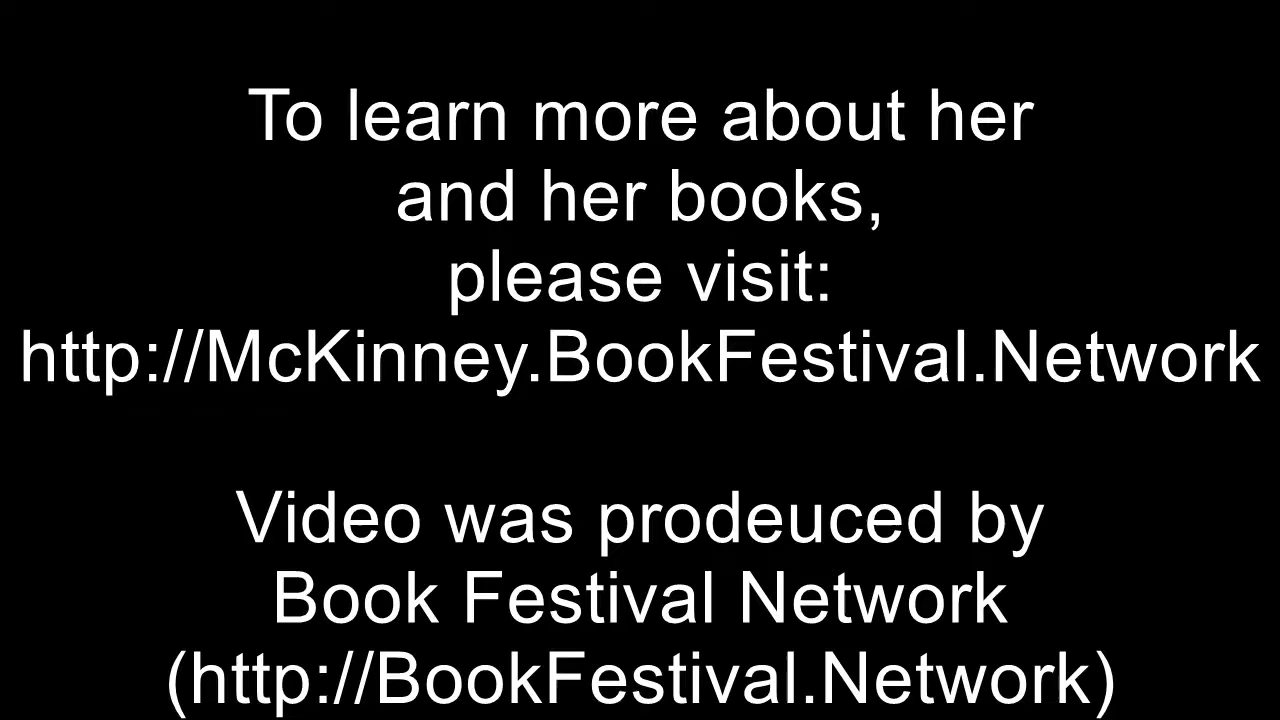 To learn more about her
and her books,
please visit:
http://McKinney.BookFestival.Network
Video was prodeuced by
Book Festival Network
(http://BookFestival.Network)